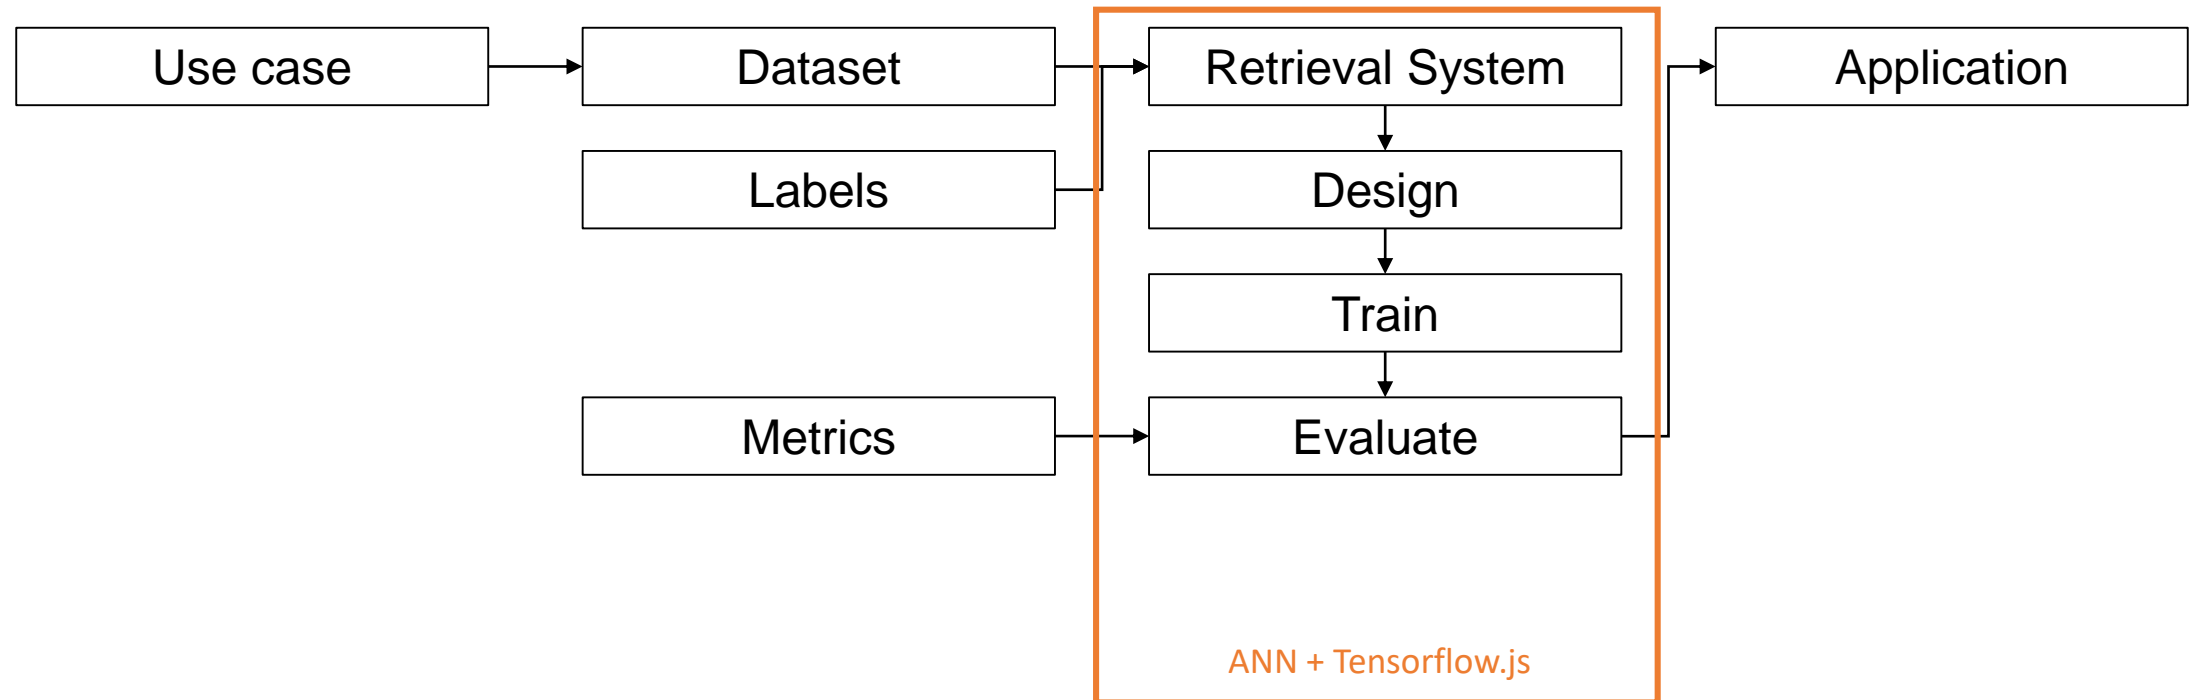 Use case
Dataset
Retrieval System
Application
Labels
Design
Train
Metrics
Evaluate
ANN + Tensorflow.js